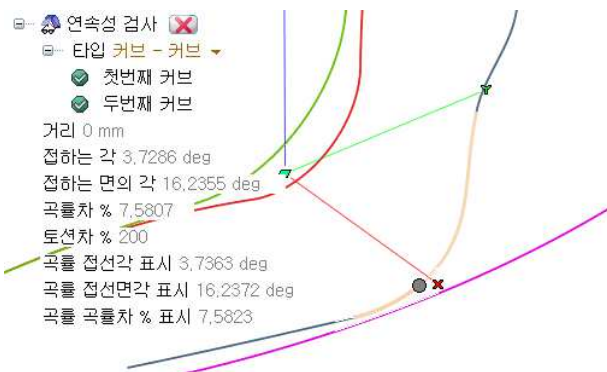 연속성 검사
타입 커브 - 커브
첫번째 커브
두번째 커브
거리 0 mm
접하는 각 3,7286 deg
접하는 면의 각 16,2355 deg
곡률차 % 7,5807
토션차 % 200
곡률 접선각 표시 3,7363 deg
곡률 접선면각 표시 16,2372 deg
곡률 곡률차 % 표시 7,5823
Y
X